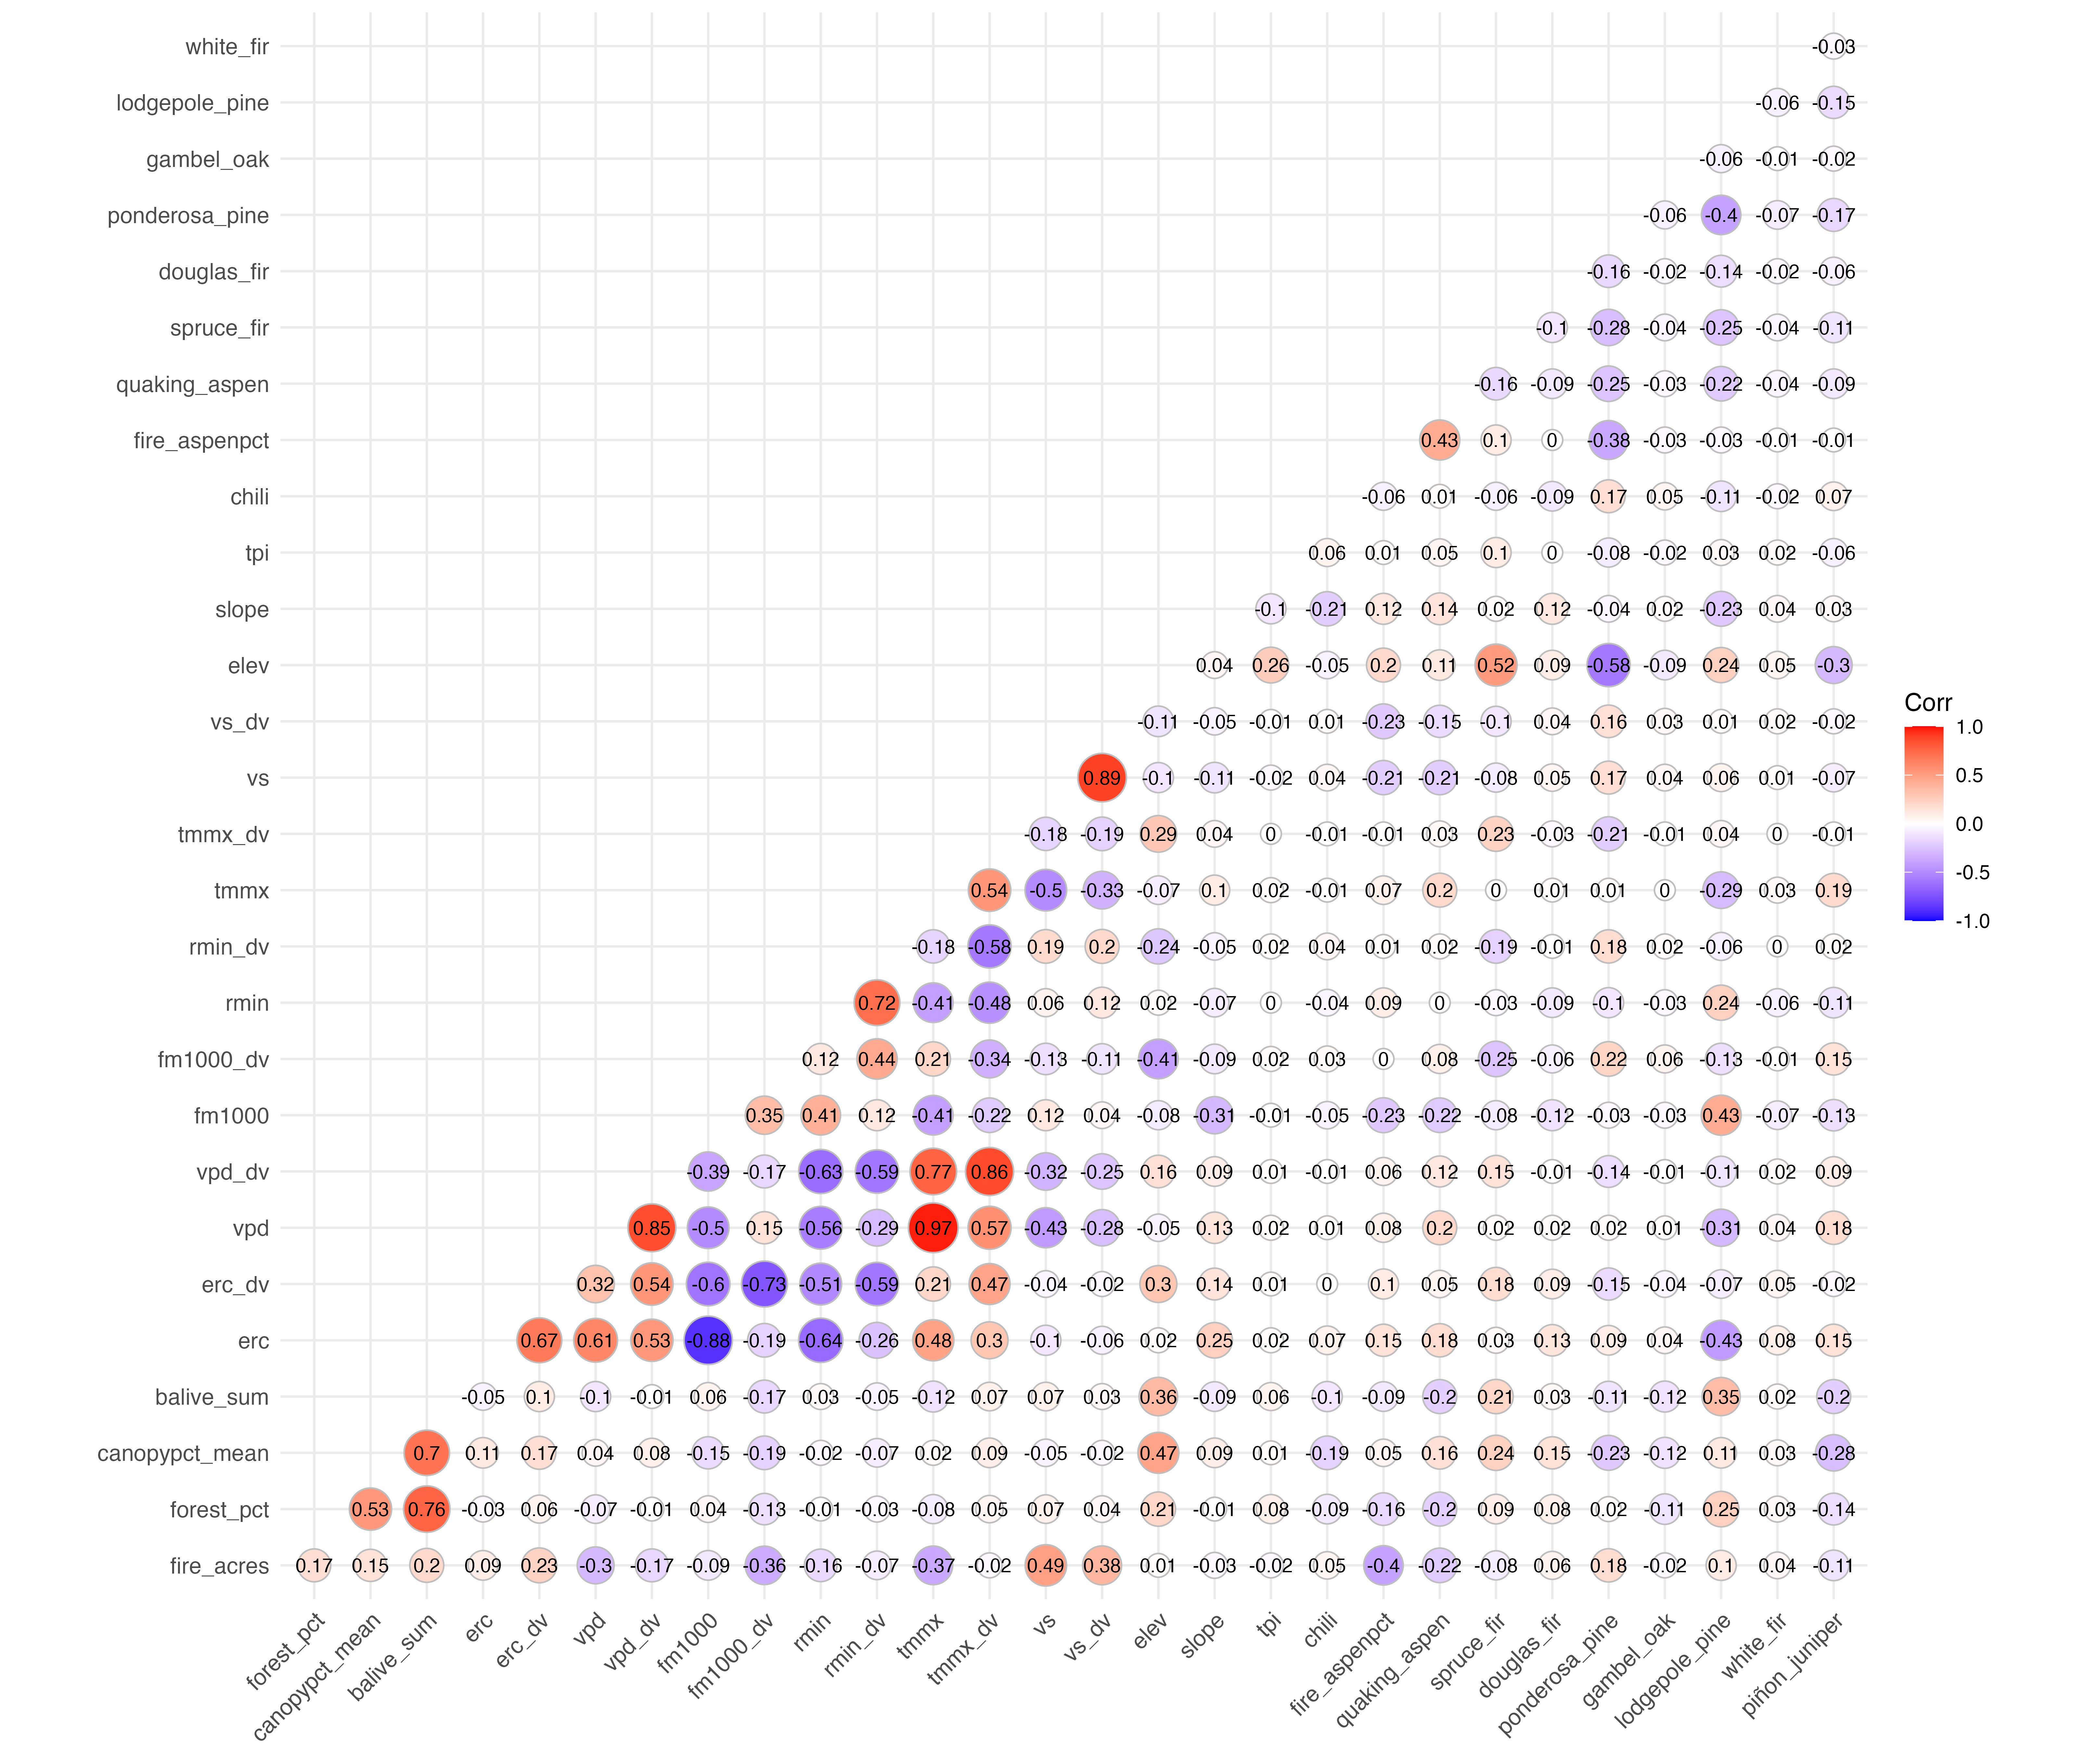 white_fir -0.03
lodgepole_pine -0.06 -0.15
gambel_oak -0.06 -0.01 -0.02
ponderosa_pine -0.06 -0.4 -0.07 -0.17
douglas_fir -0.16 -0.02 -0.14 -0.02 -0.06
spruce_fir -0.1 -0.28 -0.04 -0.25 -0.04 -0.11
quaking_aspen -0.16 -0.09 -0.25 -0.03 -0.22 -0.04 -0.09
fire_aspenpct 0.43 0.1 0 -0.38 -0.03 -0.03 -0.01 -0.01
chili -0.06 0.01 -0.06 -0.09 0.17 0.05 -0.11 -0.02 0.07
tpi 0.06 0.01 0.05 0.1 0 -0.08 -0.02 0.03 0.02 -0.06
slope -0.1 -0.21 0.12 0.14 0.02 0.12 -0.04 0.02 -0.23 0.04 0.03
elev 0.04 0.26 -0.05 0.2 0.11 0.52 0.09 -0.58 -0.09 0.24 0.05 -0.3
vs_dv -0.11 -0.05 -0.01 0.01 -0.23 -0.15 -0.1 0.04 0.16 0.03 0.01 0.02 -0.02
vs 0.89 -0.1 -0.11 -0.02 0.04 -0.21 -0.21 -0.08 0.05 0.17 0.04 0.06 0.01 -0.07
tmmx_dv -0.18 -0.19 0.29 0.04 0 -0.01 -0.01 0.03 0.23 -0.03 -0.21 -0.01 0.04 0 -0.01
tmmx 0.54 -0.5 -0.33 -0.07 0.1 0.02 -0.01 0.07 0.2 0 0.01 0.01 0 -0.29 0.03 0.19
rmin_dv -0.18 -0.58 0.19 0.2 -0.24 -0.05 0.02 0.04 0.01 0.02 -0.19 -0.01 0.18 0.02 -0.06 0 0.02
rmin 0.72 -0.41 -0.48 0.06 0.12 0.02 -0.07 0 -0.04 0.09 0 -0.03 -0.09 -0.1 -0.03 0.24 -0.06 -0.11
fm1000_dv 0.12 0.44 0.21 -0.34 -0.13 -0.11 -0.41 -0.09 0.02 0.03 0 0.08 -0.25 -0.06 0.22 0.06 -0.13 -0.01 0.15
fm1000 0.35 0.41 0.12 -0.41 -0.22 0.12 0.04 -0.08 -0.31 -0.01 -0.05 -0.23 -0.22 -0.08 -0.12 -0.03 -0.03 0.43 -0.07 -0.13
vpd_dv -0.39 -0.17 -0.63 -0.59 0.77 0.86 -0.32 -0.25 0.16 0.09 0.01 -0.01 0.06 0.12 0.15 -0.01 -0.14 -0.01 -0.11 0.02 0.09
vpd 0.85 -0.5 0.15 -0.56 -0.29 0.97 0.57 -0.43 -0.28 -0.05 0.13 0.02 0.01 0.08 0.2 0.02 0.02 0.02 0.01 -0.31 0.04 0.18
erc_dv 0.32 0.54 -0.6 -0.73 -0.51 -0.59 0.21 0.47 -0.04 -0.02 0.3 0.14 0.01 0 0.1 0.05 0.18 0.09 -0.15 -0.04 -0.07 0.05 -0.02
erc 0.67 0.61 0.53 -0.88 -0.19 -0.64 -0.26 0.48 0.3 -0.1 -0.06 0.02 0.25 0.02 0.07 0.15 0.18 0.03 0.13 0.09 0.04 -0.43 0.08 0.15
balive_sum -0.05 0.1 -0.1 -0.01 0.06 -0.17 0.03 -0.05 -0.12 0.07 0.07 0.03 0.36 -0.09 0.06 -0.1 -0.09 -0.2 0.21 0.03 -0.11 -0.12 0.35 0.02 -0.2
canopypct_mean 0.7 0.11 0.17 0.04 0.08 -0.15 -0.19 -0.02 -0.07 0.02 0.09 -0.05 -0.02 0.47 0.09 0.01 -0.19 0.05 0.16 0.24 0.15 -0.23 -0.12 0.11 0.03 -0.28
forest_pct 0.53 0.76 -0.03 0.06 -0.07 -0.01 0.04 -0.13 -0.01 -0.03 -0.08 0.05 0.07 0.04 0.21 -0.01 0.08 -0.09 -0.16 -0.2 0.09 0.08 0.02 -0.11 0.25 0.03 -0.14
fire_acres 0.17 0.15 0.2 0.09 0.23 -0.3 -0.17 -0.09 -0.36 -0.16 -0.07 -0.37 -0.02 0.49 0.38 0.01 -0.03 -0.02 0.05 -0.4 -0.22 -0.08 0.06 0.18 -0.02 0.1 0.04 -0.11
forest_pct
canopypct_mean
balive_sum
erc
erc_dv
vpd
vpd_dv
fm1000
fm1000_dv
rmin
rmin_dv
tmmx
tmmx_dv
vs
vs_dv
elev
slope
tpi
chili
fire_aspenpct
quaking_aspen
spruce_fir
douglas_fir
ponderosa_pine
gambel_oak
lodgepole_pine
white_fir
piñon_juniper
Corr
1.0
0.5
0.0
-0.5
-1.0